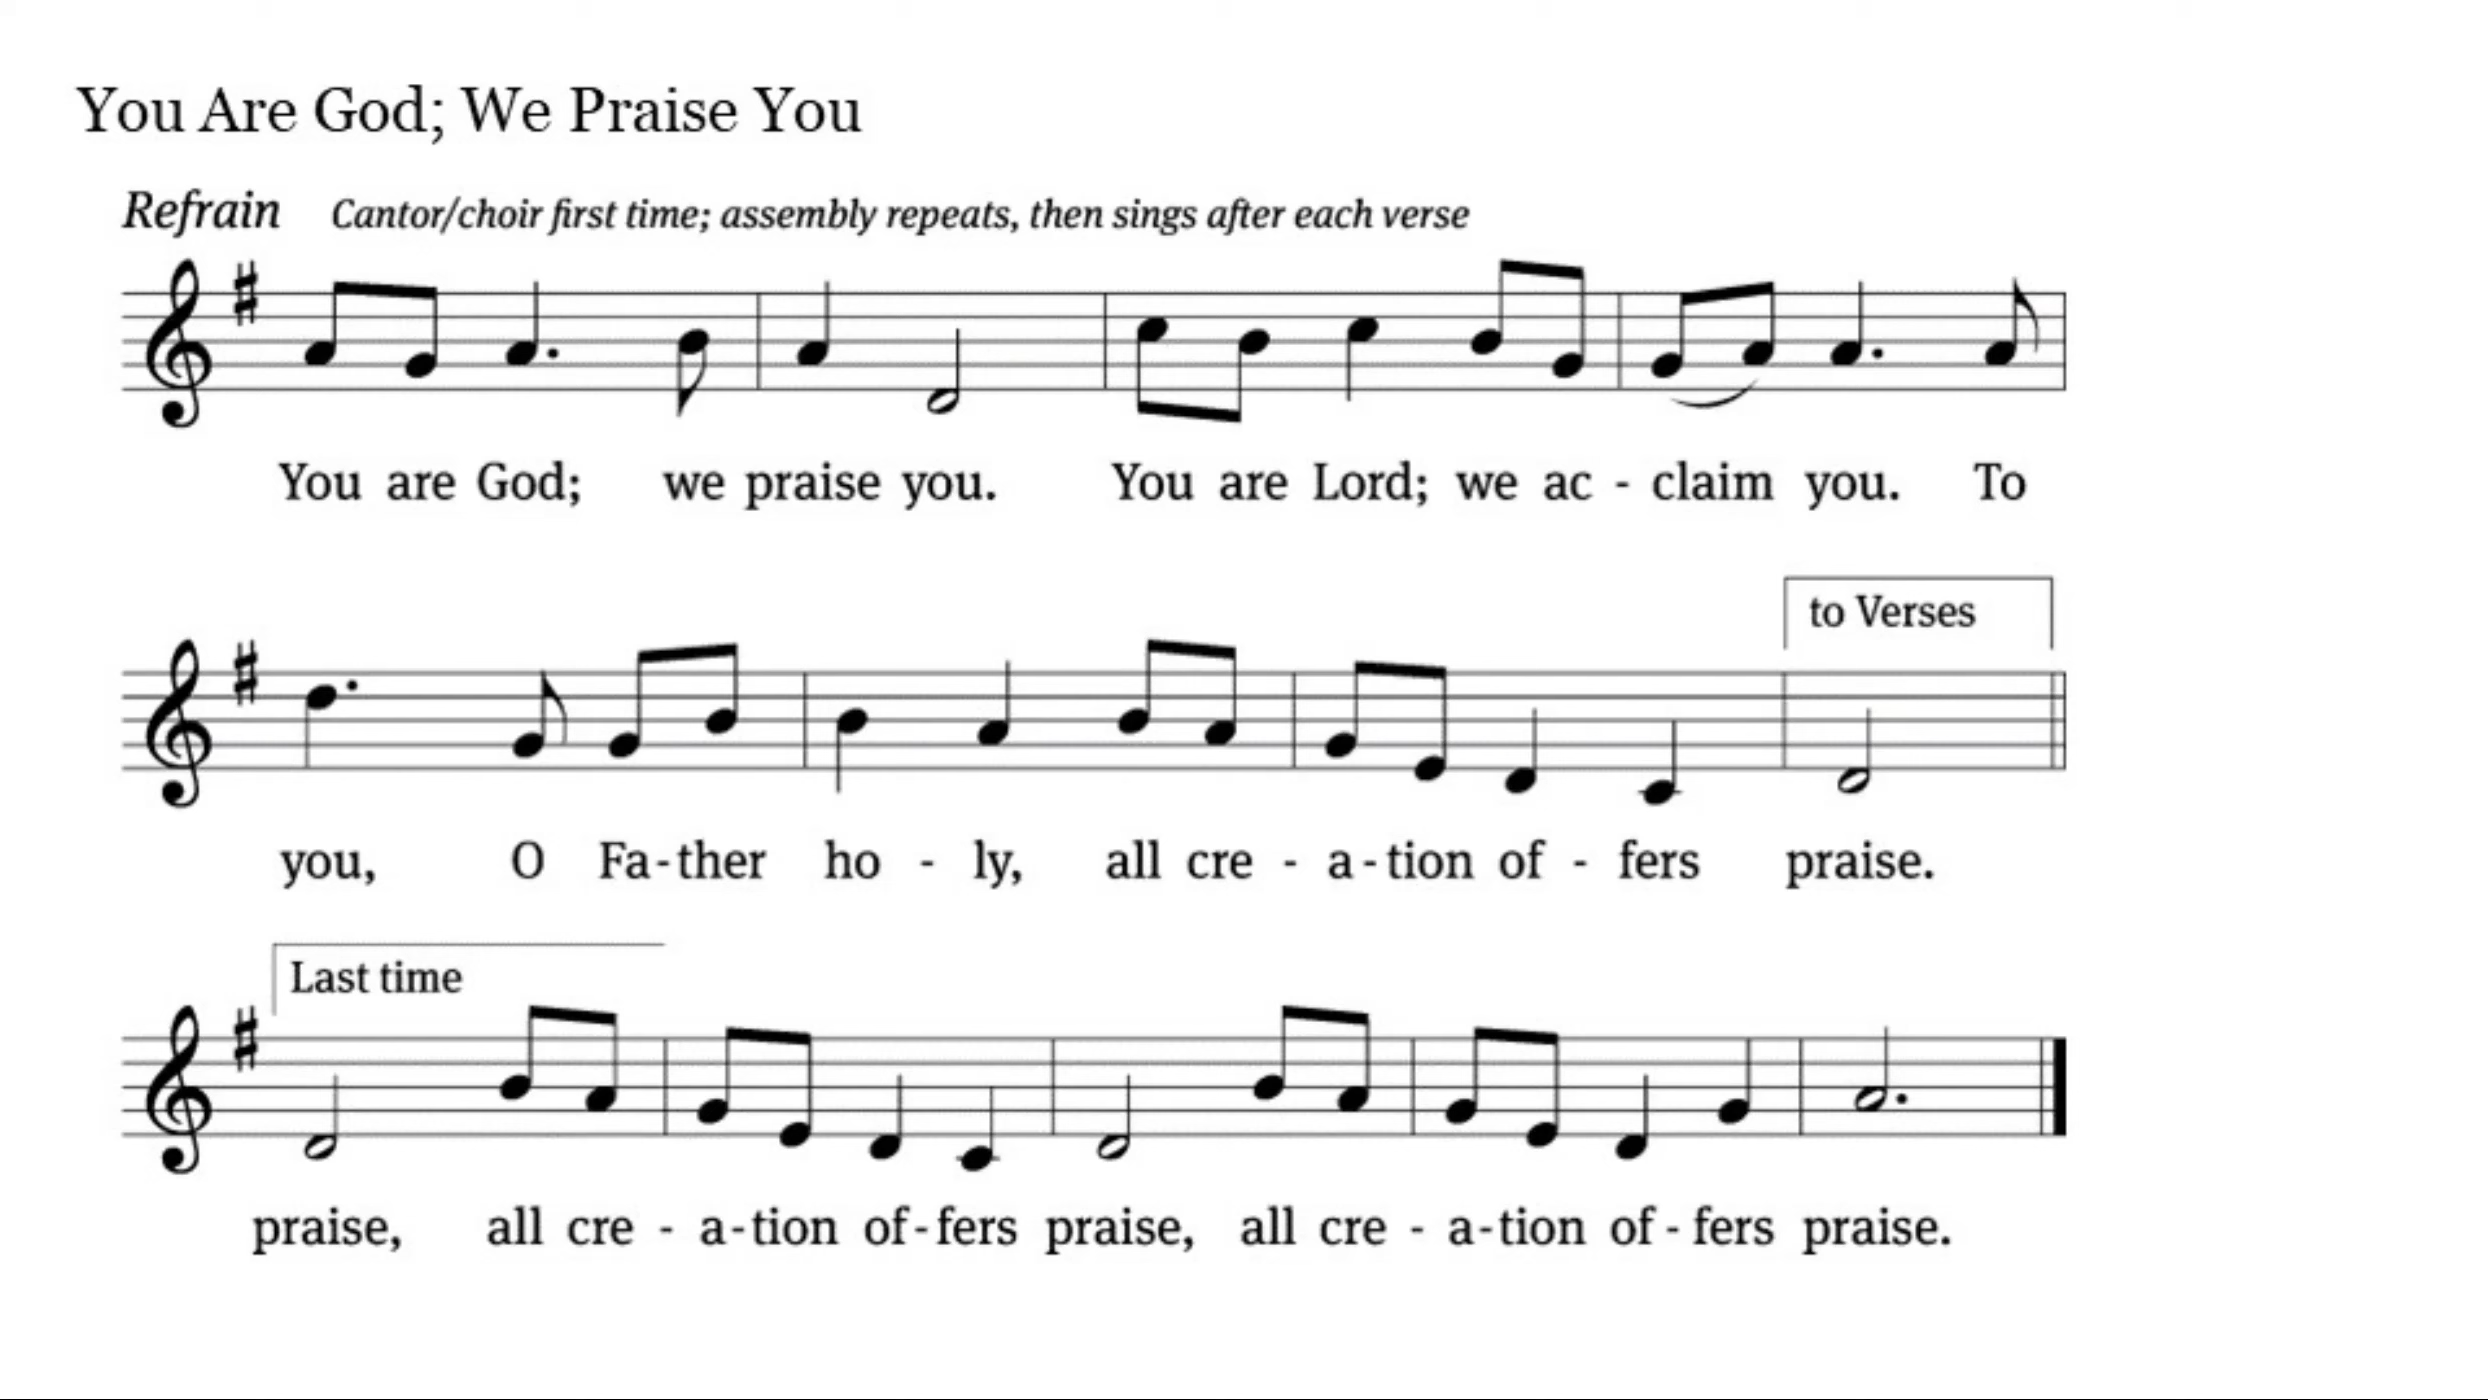 You Are God; We Praise You
Refrain Cantor/choir first time; assembly repeats, then sings after each verse
You are God; we praise you. You are Lord; we ac - claim you. To
to Verses
you, O Fa - ther ho - ly, all cre - a - tion of - fers praise.
Last time
praise, all cre - a - tion of - fers praise, all cre - a - tion of - fers praise.